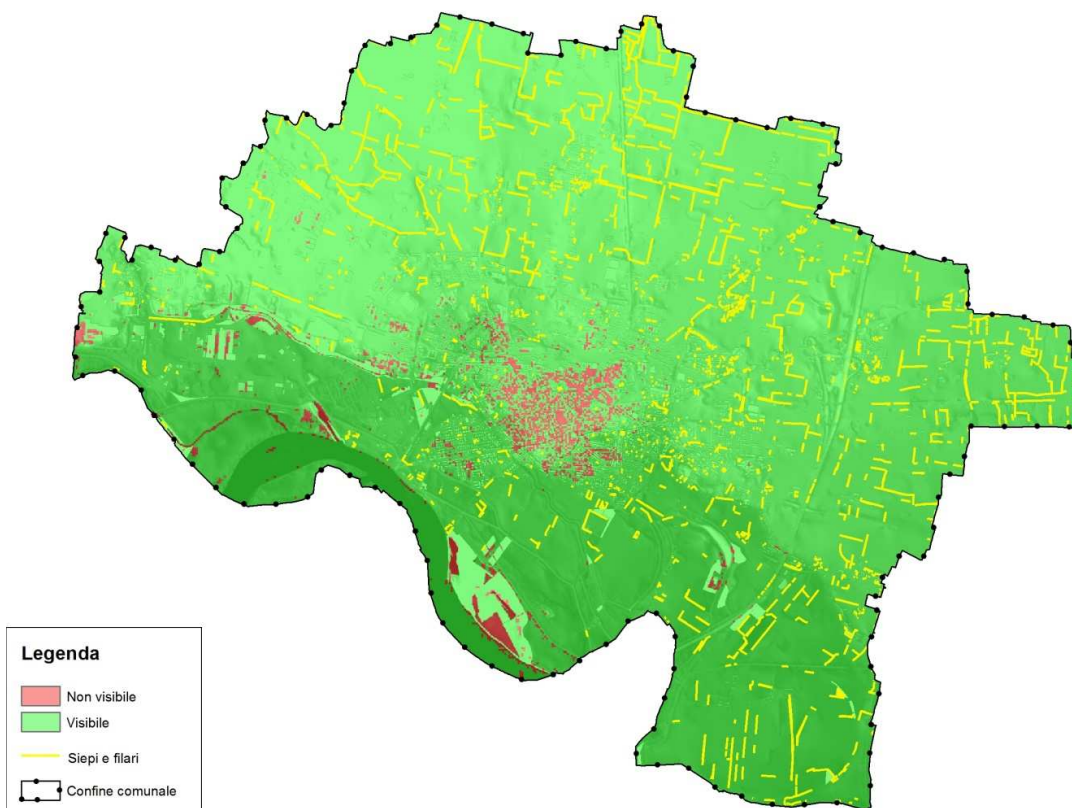 Legenda
Non visibile
Visibile
Siepi e filari
Confine comunale